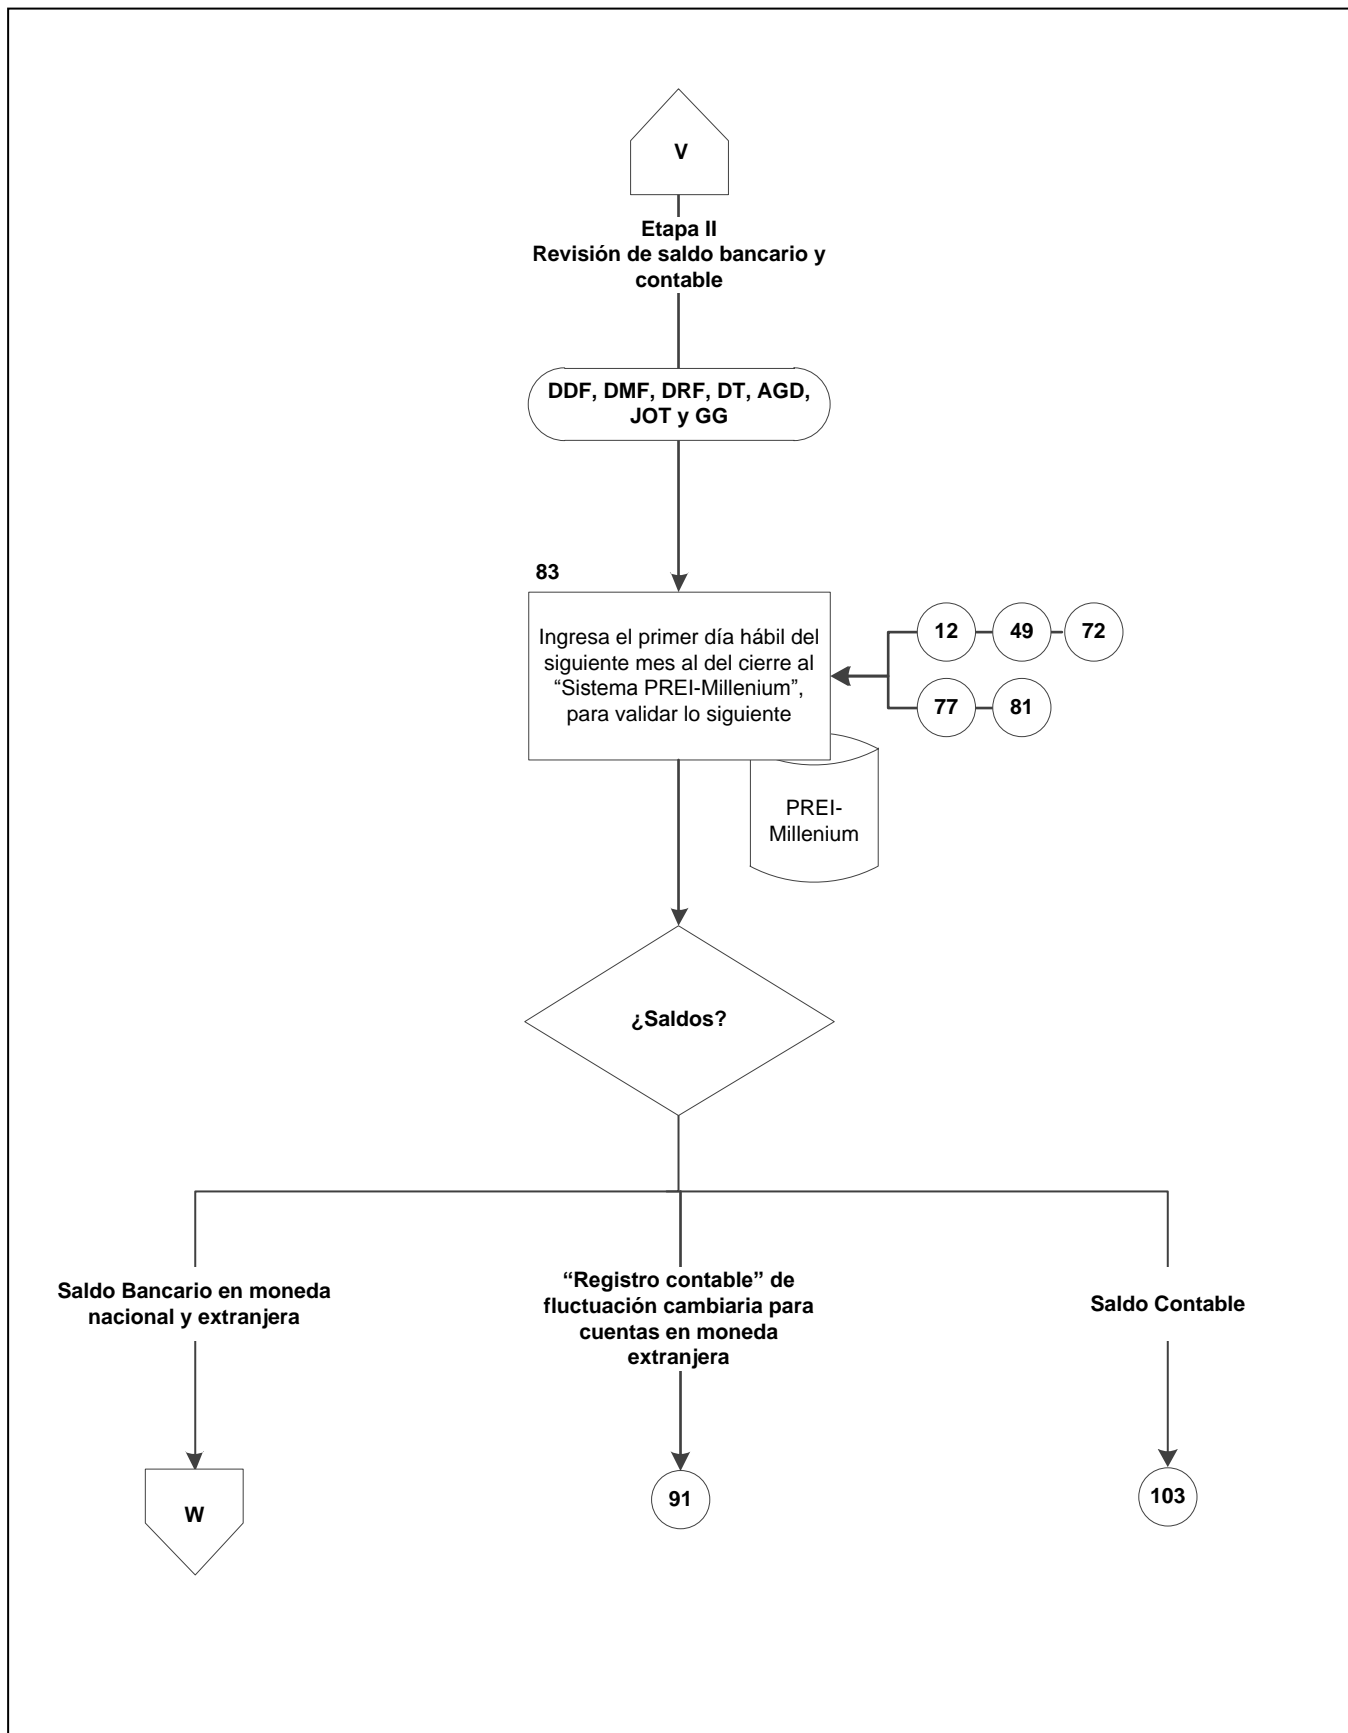 V
Etapa II
Revisión de saldo bancario y
contable
DDF, DMF, DRF, DT, AGD,
JOT y GG
83
Ingresa el primer día hábil del
siguiente mes al del cierre al
“Sistema PREI-Millenium”,
para validar lo siguiente
12
49
72
77
81
PREI-
Millenium
¿Saldos?
Saldo Bancario en moneda
nacional y extranjera
“Registro contable” de
fluctuación cambiaria para
cuentas en moneda
extranjera
Saldo Contable
W
91
103